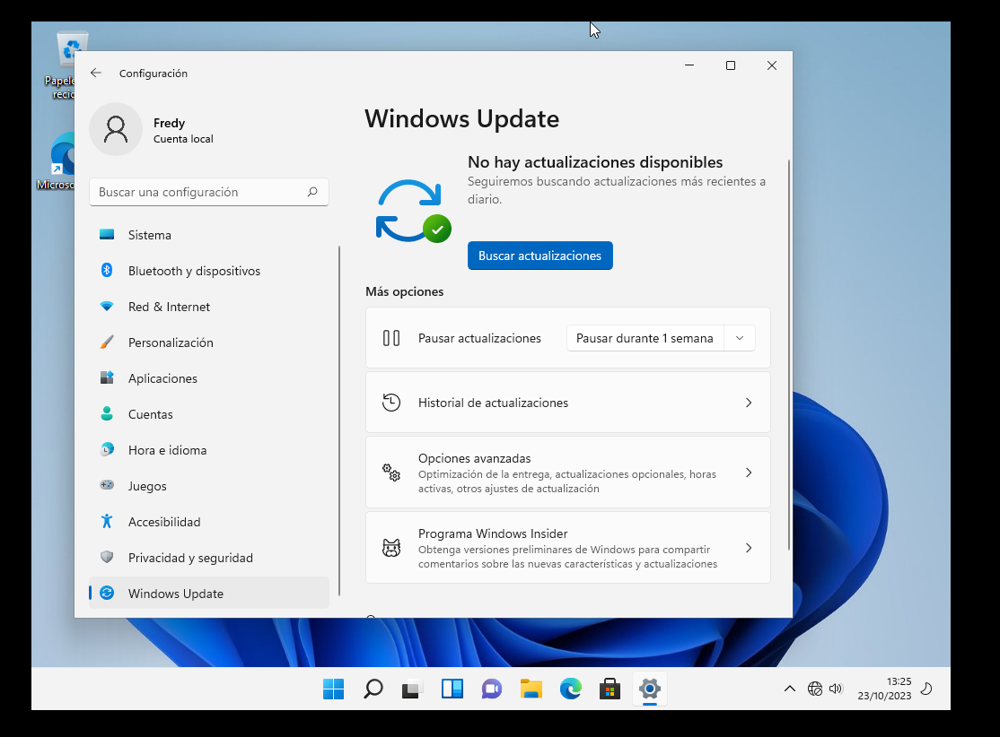 Papele
recic
Microso
Configuración
Fredy
Cuenta local
Buscar una configuración
Sistema
Bluetooth y dispositivos
Red & Internet
Personalización
Aplicaciones
Cuentas
Hora e idioma
Juegos
Accesibilidad
Privacidad y seguridad
Windows Update
Windows Update
No hay actualizaciones disponibles
Seguiremos buscando actualizaciones más recientes a
diario.
Buscar actualizaciones
Más opciones
Pausar actualizaciones
Pausar durante 1 semana
Historial de actualizaciones
Opciones avanzadas
Optimización de la entrega, actualizaciones opcionales, horas
activas, otros ajustes de actualización
Programa Windows Insider
Obtenga versiones preliminares de Windows para compartir
comentarios sobre las nuevas características y actualizaciones
13:25
23/10/2023